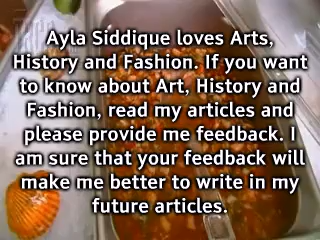 Ayla Siddique loves Arts,
History and Fashion. If you want
to know about Art, History and
Fashion, read my articles and
please provide me feedback. I
am sure that your feedback will
make me better to write in my
future articles.